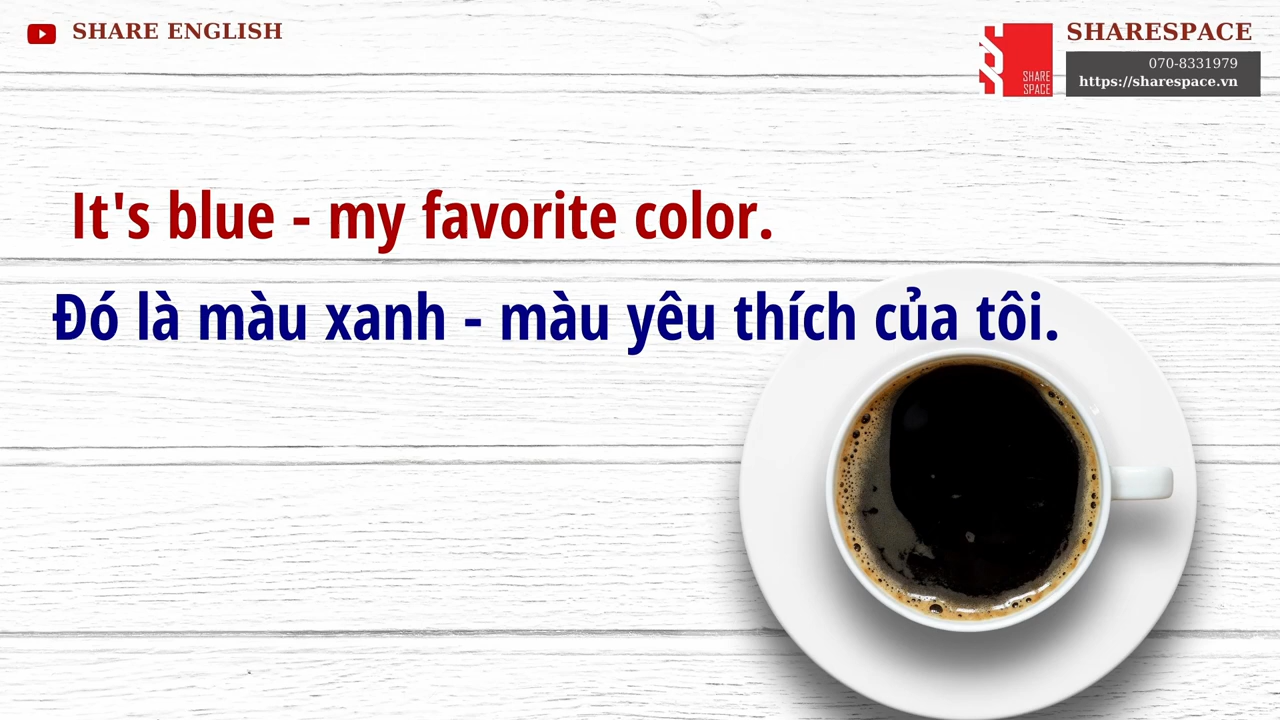 SHARE ENGLISH
SHARESPACE
SHARE
SPACE
070-8331979
https://sharespace.vn
It's blue - my favorite color.
Đó là màu xanh - màu yêu thích của tôi.